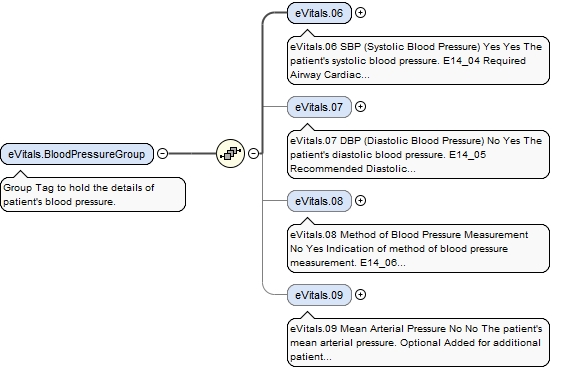 eVitals.06
eVitals.06 SBP (Systolic Blood Pressure) Yes Yes The
patient's systolic blood pressure. E14_04 Required
Airway Cardiac...
eVitals.07
eVitals.07 DBP (Diastolic Blood Pressure) No Yes The
patient's diastolic blood pressure. E14_05
Recommended Diastolic...
eVitals.BloodPressureGroup
Group Tag to hold the details of
patient's blood pressure.
eVitals.08
eVitals.08 Method of Blood Pressure Measurement
No Yes Indication of method of blood pressure
measurement. E14_06...
eVitals.09
eVitals.09 Mean Arterial Pressure No No The patient's
mean arterial pressure. Optional Added for additional
patient...